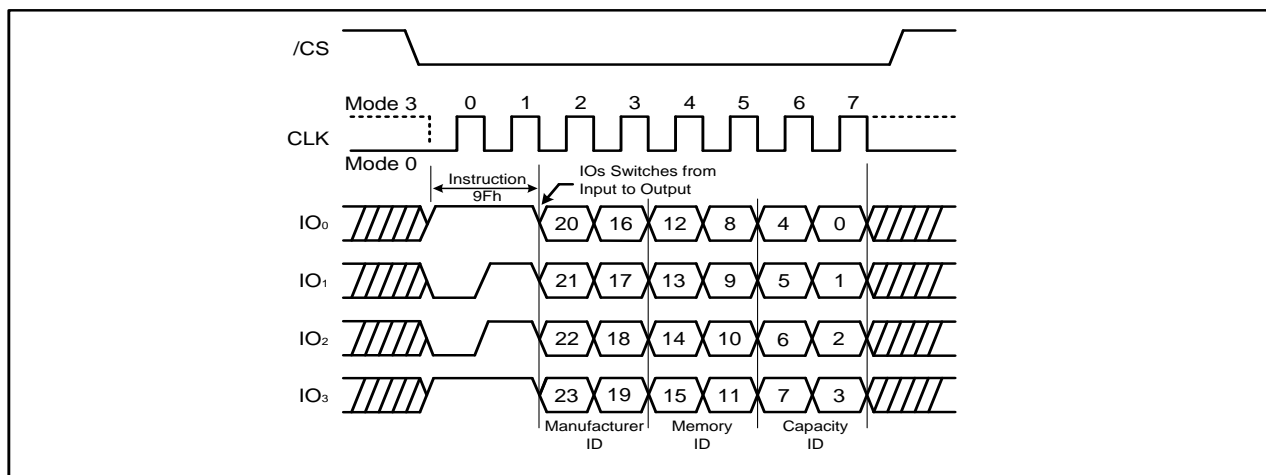 /CS
Mode 3
0 1 2 3 4 5 6 7
CLK
Mode 0
Instruction
9Fh
IOs Switches from
Input to Output
IO₀ 20 16 12 8 4 0
IO₁ 21 17 13 9 5 1
IO₂ 22 18 14 10 6 2
IO₃ 23 19 15 11 7 3
Manufacturer Memory Capacity
ID ID ID